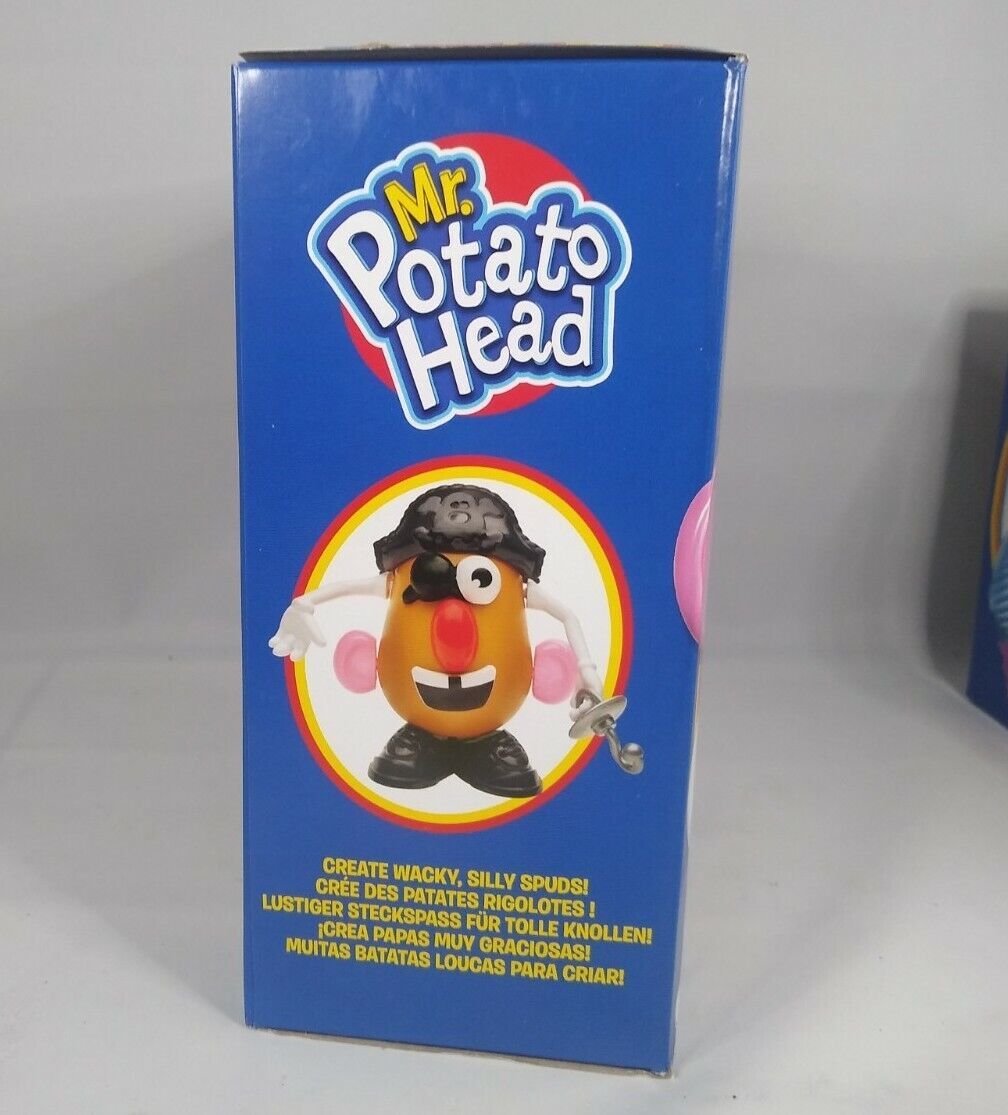 Mr.
Potato
Head
CREATE WACKY, SILLY SPUDS!
CRÉE DES PATATES RIGOLOTES !
LUSTIGER STECKSPASS FÜR TOLLE KNOLLEN!
¡CREA PAPAS MUY GRACIOSAS!
MUITAS BATATAS LOUCAS PARA CRIAR!